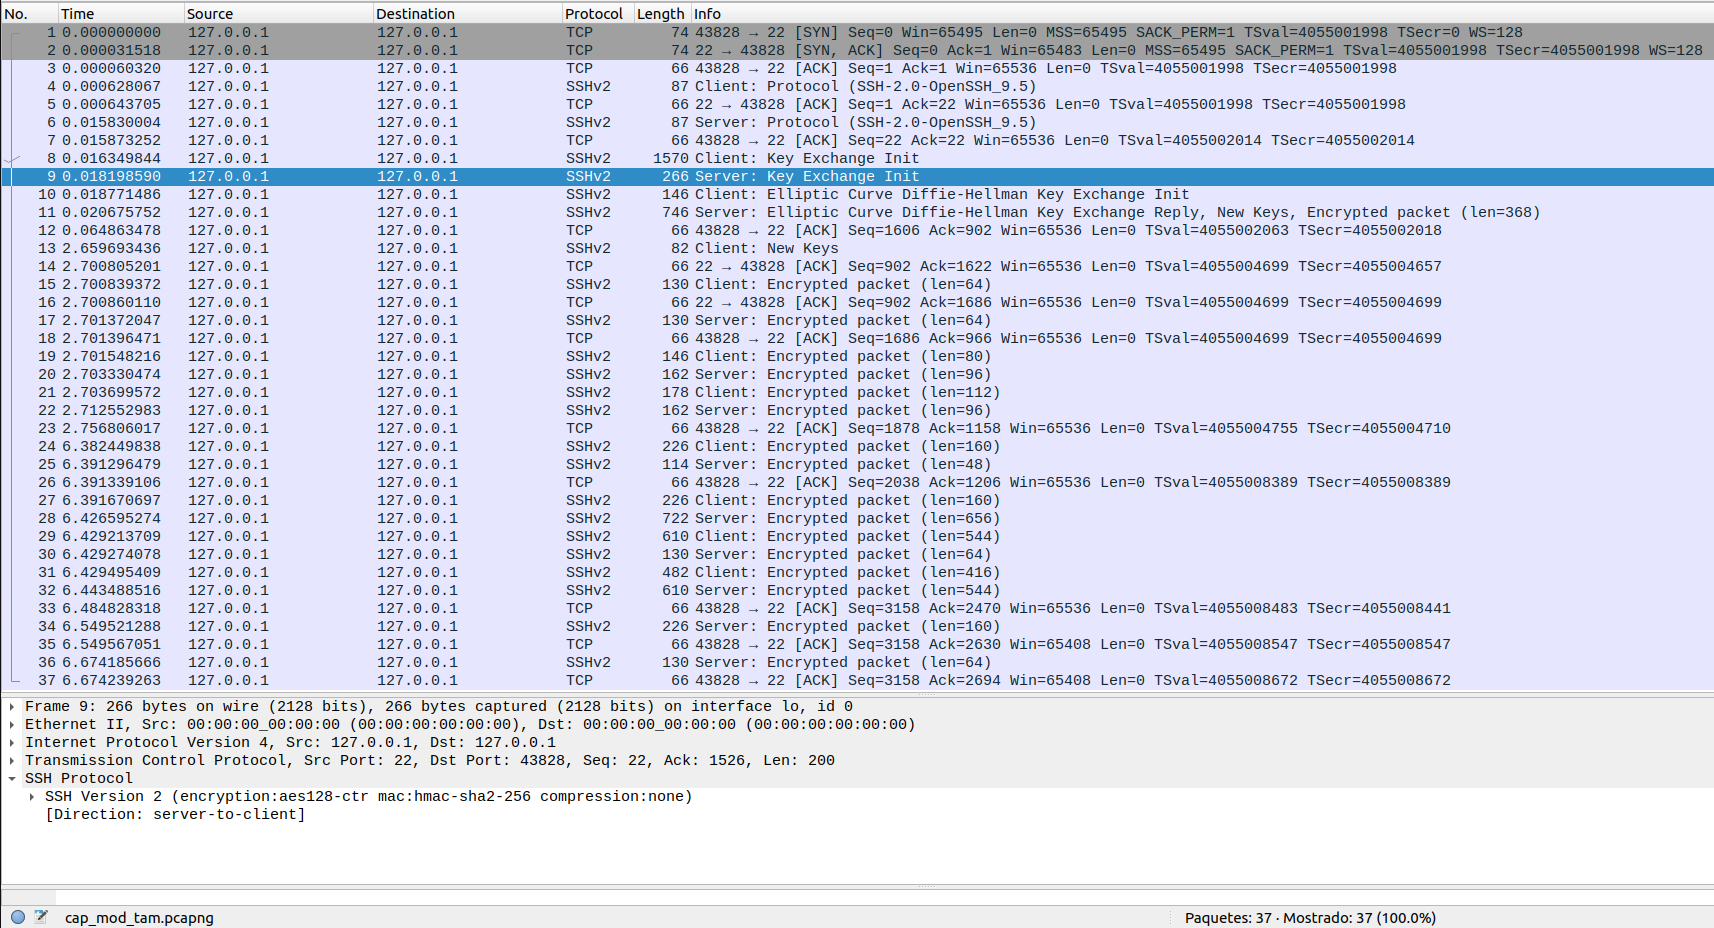 No. Time Source Destination Protocol Length Info
1 0.000000000 127.0.0.1 127.0.0.1 TCP 74 43828 → 22 [SYN] Seq=0 Win=65495 Len=0 MSS=65495 SACK_PERM=1 TSval=4055001998 TSecr=0 WS=128
2 0.000031518 127.0.0.1 127.0.0.1 TCP 74 22 → 43828 [SYN, ACK] Seq=0 Ack=1 Win=65483 Len=0 MSS=65495 SACK_PERM=1 TSval=4055001998 TSecr=4055001998 WS=128
3 0.000060320 127.0.0.1 127.0.0.1 TCP 66 43828 → 22 [ACK] Seq=1 Ack=1 Win=65536 Len=0 TSval=4055001998 TSecr=4055001998
4 0.000628067 127.0.0.1 127.0.0.1 SSHv2 87 Client: Protocol (SSH-2.0-OpenSSH_9.5)
5 0.000643705 127.0.0.1 127.0.0.1 TCP 66 22 → 43828 [ACK] Seq=1 Ack=22 Win=65536 Len=0 TSval=4055001998 TSecr=4055001998
6 0.015830004 127.0.0.1 127.0.0.1 SSHv2 87 Server: Protocol (SSH-2.0-OpenSSH_9.5)
7 0.015873252 127.0.0.1 127.0.0.1 TCP 66 43828 → 22 [ACK] Seq=22 Ack=22 Win=65536 Len=0 TSval=4055002014 TSecr=4055002014
8 0.016349844 127.0.0.1 127.0.0.1 SSHv2 1570 Client: Key Exchange Init
9 0.018198590 127.0.0.1 127.0.0.1 SSHv2 266 Server: Key Exchange Init
10 0.018771486 127.0.0.1 127.0.0.1 SSHv2 146 Client: Elliptic Curve Diffie-Hellman Key Exchange Init
11 0.020675752 127.0.0.1 127.0.0.1 SSHv2 746 Server: Elliptic Curve Diffie-Hellman Key Exchange Reply, New Keys, Encrypted packet (len=368)
12 0.064863478 127.0.0.1 127.0.0.1 TCP 66 43828 → 22 [ACK] Seq=1606 Ack=902 Win=65536 Len=0 TSval=4055002063 TSecr=4055002018
13 2.659693436 127.0.0.1 127.0.0.1 SSHv2 82 Client: New Keys
14 2.700805201 127.0.0.1 127.0.0.1 TCP 66 22 → 43828 [ACK] Seq=902 Ack=1622 Win=65536 Len=0 TSval=4055004699 TSecr=4055004657
15 2.700839372 127.0.0.1 127.0.0.1 SSHv2 130 Client: Encrypted packet (len=64)
16 2.700860110 127.0.0.1 127.0.0.1 TCP 66 22 → 43828 [ACK] Seq=902 Ack=1686 Win=65536 Len=0 TSval=4055004699 TSecr=4055004699
17 2.701372047 127.0.0.1 127.0.0.1 SSHv2 130 Server: Encrypted packet (len=64)
18 2.701396471 127.0.0.1 127.0.0.1 TCP 66 43828 → 22 [ACK] Seq=1686 Ack=966 Win=65536 Len=0 TSval=4055004699 TSecr=4055004699
19 2.701548216 127.0.0.1 127.0.0.1 SSHv2 146 Client: Encrypted packet (len=80)
20 2.703330474 127.0.0.1 127.0.0.1 SSHv2 162 Server: Encrypted packet (len=96)
21 2.703699572 127.0.0.1 127.0.0.1 SSHv2 178 Client: Encrypted packet (len=112)
22 2.712552983 127.0.0.1 127.0.0.1 SSHv2 162 Server: Encrypted packet (len=96)
23 2.756806017 127.0.0.1 127.0.0.1 TCP 66 43828 → 22 [ACK] Seq=1878 Ack=1158 Win=65536 Len=0 TSval=4055004755 TSecr=4055004710
24 6.382449838 127.0.0.1 127.0.0.1 SSHv2 226 Client: Encrypted packet (len=160)
25 6.391296479 127.0.0.1 127.0.0.1 SSHv2 114 Server: Encrypted packet (len=48)
26 6.391339106 127.0.0.1 127.0.0.1 TCP 66 43828 → 22 [ACK] Seq=2038 Ack=1206 Win=65536 Len=0 TSval=4055008389 TSecr=4055008389
27 6.391670697 127.0.0.1 127.0.0.1 SSHv2 226 Client: Encrypted packet (len=160)
28 6.426595274 127.0.0.1 127.0.0.1 SSHv2 722 Server: Encrypted packet (len=656)
29 6.429213709 127.0.0.1 127.0.0.1 SSHv2 610 Client: Encrypted packet (len=544)
30 6.429274078 127.0.0.1 127.0.0.1 SSHv2 130 Server: Encrypted packet (len=64)
31 6.429495409 127.0.0.1 127.0.0.1 SSHv2 482 Client: Encrypted packet (len=416)
32 6.443488516 127.0.0.1 127.0.0.1 SSHv2 610 Server: Encrypted packet (len=544)
33 6.484828318 127.0.0.1 127.0.0.1 TCP 66 43828 → 22 [ACK] Seq=3158 Ack=2470 Win=65536 Len=0 TSval=4055008483 TSecr=4055008441
34 6.549521288 127.0.0.1 127.0.0.1 SSHv2 226 Server: Encrypted packet (len=160)
35 6.549567051 127.0.0.1 127.0.0.1 TCP 66 43828 → 22 [ACK] Seq=3158 Ack=2630 Win=65408 Len=0 TSval=4055008547 TSecr=4055008547
36 6.674185666 127.0.0.1 127.0.0.1 SSHv2 130 Server: Encrypted packet (len=64)
37 6.674239263 127.0.0.1 127.0.0.1 TCP 66 43828 → 22 [ACK] Seq=3158 Ack=2694 Win=65408 Len=0 TSval=4055008672 TSecr=4055008672
Frame 9: 266 bytes on wire (2128 bits), 266 bytes captured (2128 bits) on interface lo, id 0
Ethernet II, Src: 00:00:00_00:00:00 (00:00:00:00:00:00), Dst: 00:00:00_00:00:00 (00:00:00:00:00:00)
Internet Protocol Version 4, Src: 127.0.0.1, Dst: 127.0.0.1
Transmission Control Protocol, Src Port: 22, Dst Port: 43828, Seq: 22, Ack: 1526, Len: 200
SSH Protocol
SSH Version 2 (encryption:aes128-ctr mac:hmac-sha2-256 compression:none)
[Direction: server-to-client]
cap_mod_tam.pcapng Paquetes: 37 · Mostrado: 37 (100.0%)